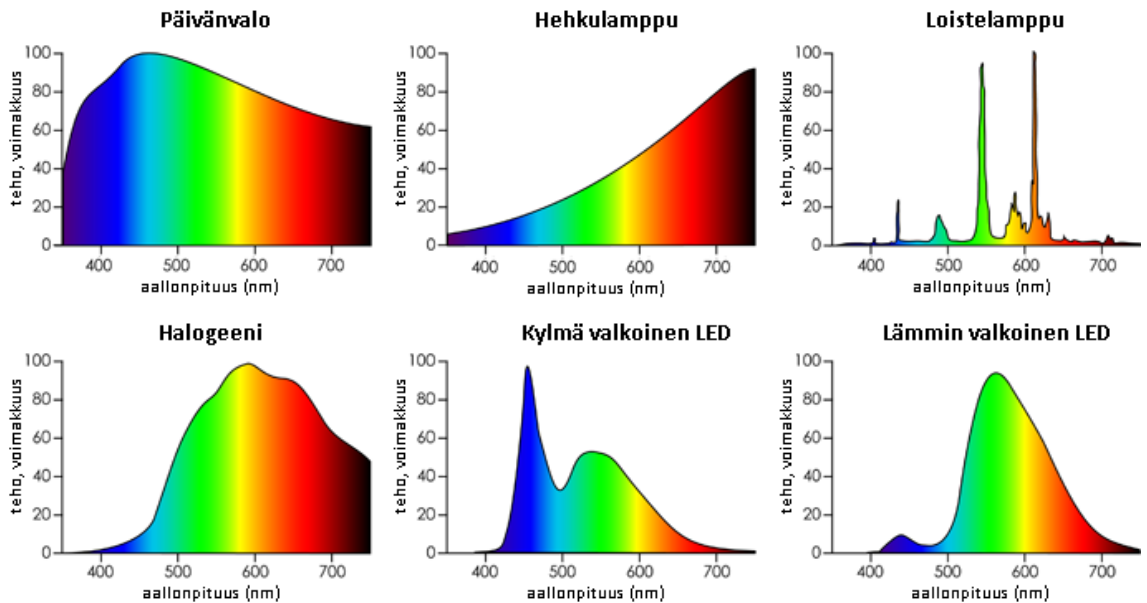 Päivänvalo
teho, voimakkuus
100
80
60
40
20
0
400 500 600 700
aallonpituus (nm)
Hehkulamppu
teho, voimakkuus
100
80
60
40
20
0
400 500 600 700
aallonpituus (nm)
Loistelamppu
teho, voimakkuus
100
80
60
40
20
0
400 500 600 700
aallonpituus (nm)
Halogeeni
teho, voimakkuus
100
80
60
40
20
0
400 500 600 700
aallonpituus (nm)
Kylmä valkoinen LED
teho, voimakkuus
100
80
60
40
20
0
400 500 600 700
aallonpituus (nm)
Lämmin valkoinen LED
teho, voimakkuus
100
80
60
40
20
0
400 500 600 700
aallonpituus (nm)